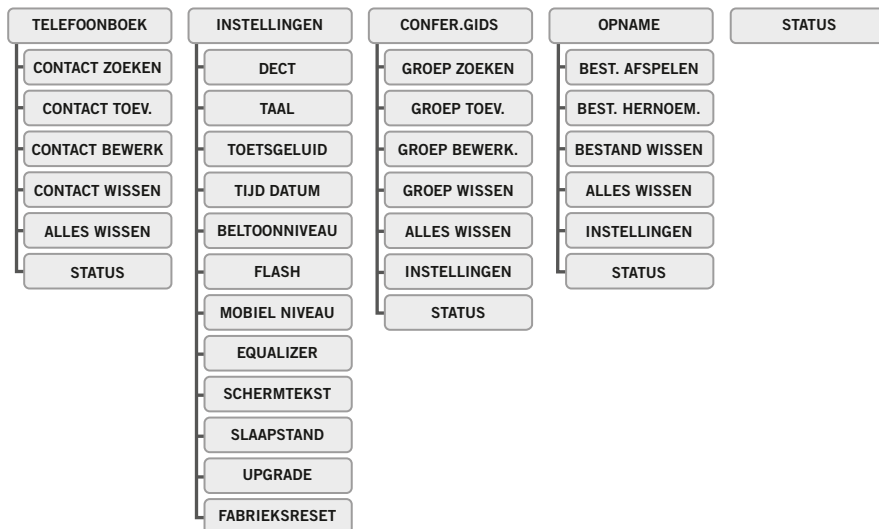 TELEFOONBOEK
CONTACT ZOEKEN
CONTACT TOEV.
CONTACT BEWERK
CONTACT WISSEN
ALLES WISSEN
STATUS
INSTELLINGEN
DECT
TAAL
TOETSGELUID
TIJD DATUM
BELTOONNIVEAU
FLASH
MOBIEL NIVEAU
EQUALIZER
SCHERMTEKST
SLAAPSTAND
UPGRADE
FABRIEKSRESET
CONFER.GIDS
GROEP ZOEKEN
GROEP TOEV.
GROEP BEWERK.
GROEP WISSEN
ALLES WISSEN
INSTELLINGEN
STATUS
OPNAME
BEST. AFSPELEN
BEST. HERNOEM.
BESTAND WISSEN
ALLES WISSEN
INSTELLINGEN
STATUS
STATUS